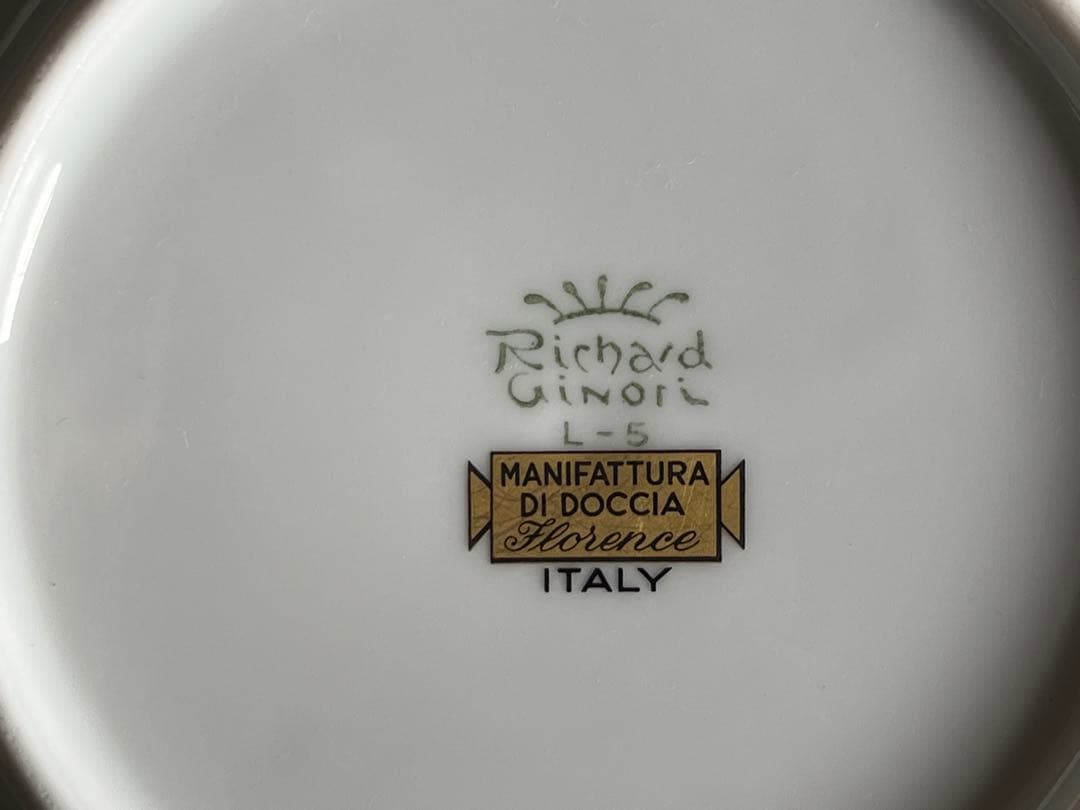 Richard
Ginori
L-5
MANIFATTURA
DI DOCCIA
Florence
ITALY